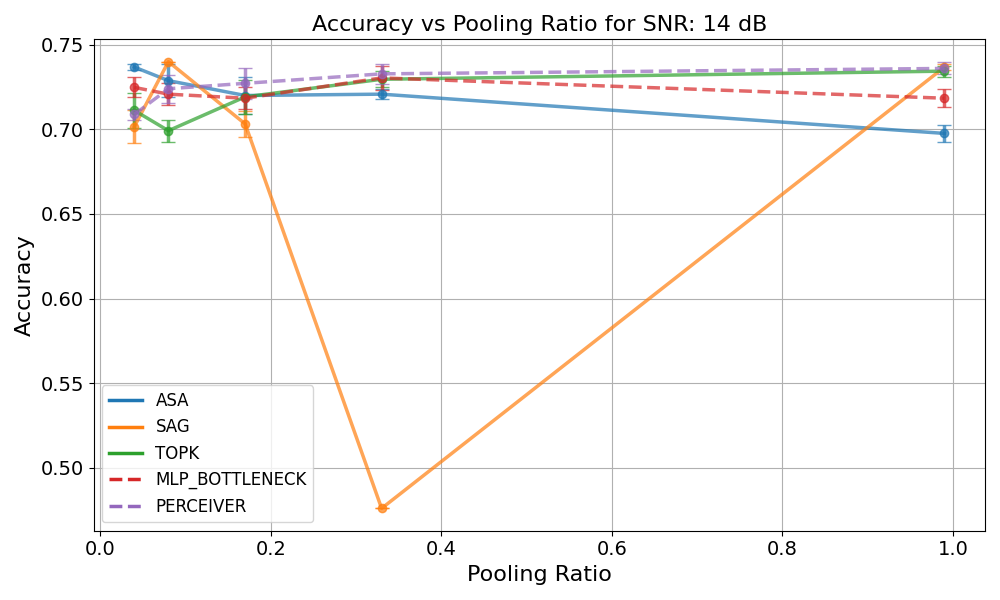 Accuracy vs Pooling Ratio for SNR: 14 dB
0.75
0.70
0.65
0.60
0.55
0.50
Accuracy
ASA
SAG
TOPK
MLP_BOTTLENECK
PERCEIVER
0.0 0.2 0.4 0.6 0.8 1.0
Pooling Ratio